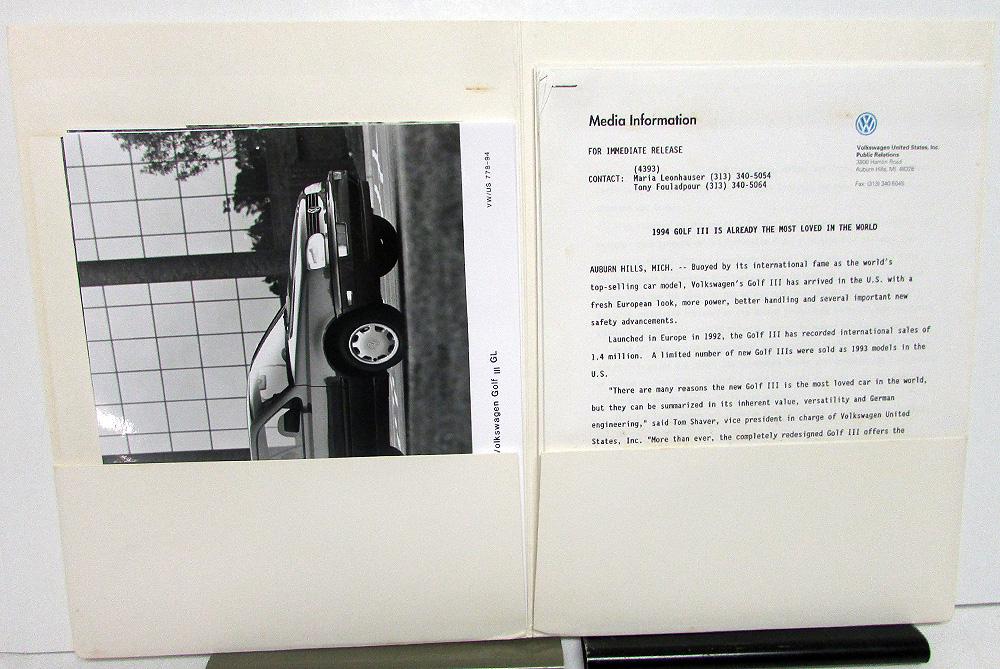 VW/US 779-94
Volkswagen Golf III GL
Media Information
Volkswagen United States, Inc.
Public Relations
3800 Hamlin Road
Auburn Hills, MI 48326
Fax: (313) 340-5045
FOR IMMEDIATE RELEASE
(4393)
CONTACT: Maria Leonhauser (313) 340-5054
Tony Fouladpour (313) 340-5064
1994 GOLF III IS ALREADY THE MOST LOVED IN THE WORLD
AUBURN HILLS, MICH. -- Buoyed by its international fame as the world's
top-selling car model, Volkswagen's Golf III has arrived in the U.S. with a
fresh European look, more power, better handling and several important new
safety advancements.
Launched in Europe in 1992, the Golf III has recorded international sales of
1.4 million. A limited number of new Golf IIIs were sold as 1993 models in the
U.S.
"There are many reasons the new Golf III is the most loved car in the world,
but they can be summarized in its inherent value, versatility and German
engineering," said Tom Shaver, vice president in charge of Volkswagen United
States, Inc. "More than ever, the completely redesigned Golf III offers the